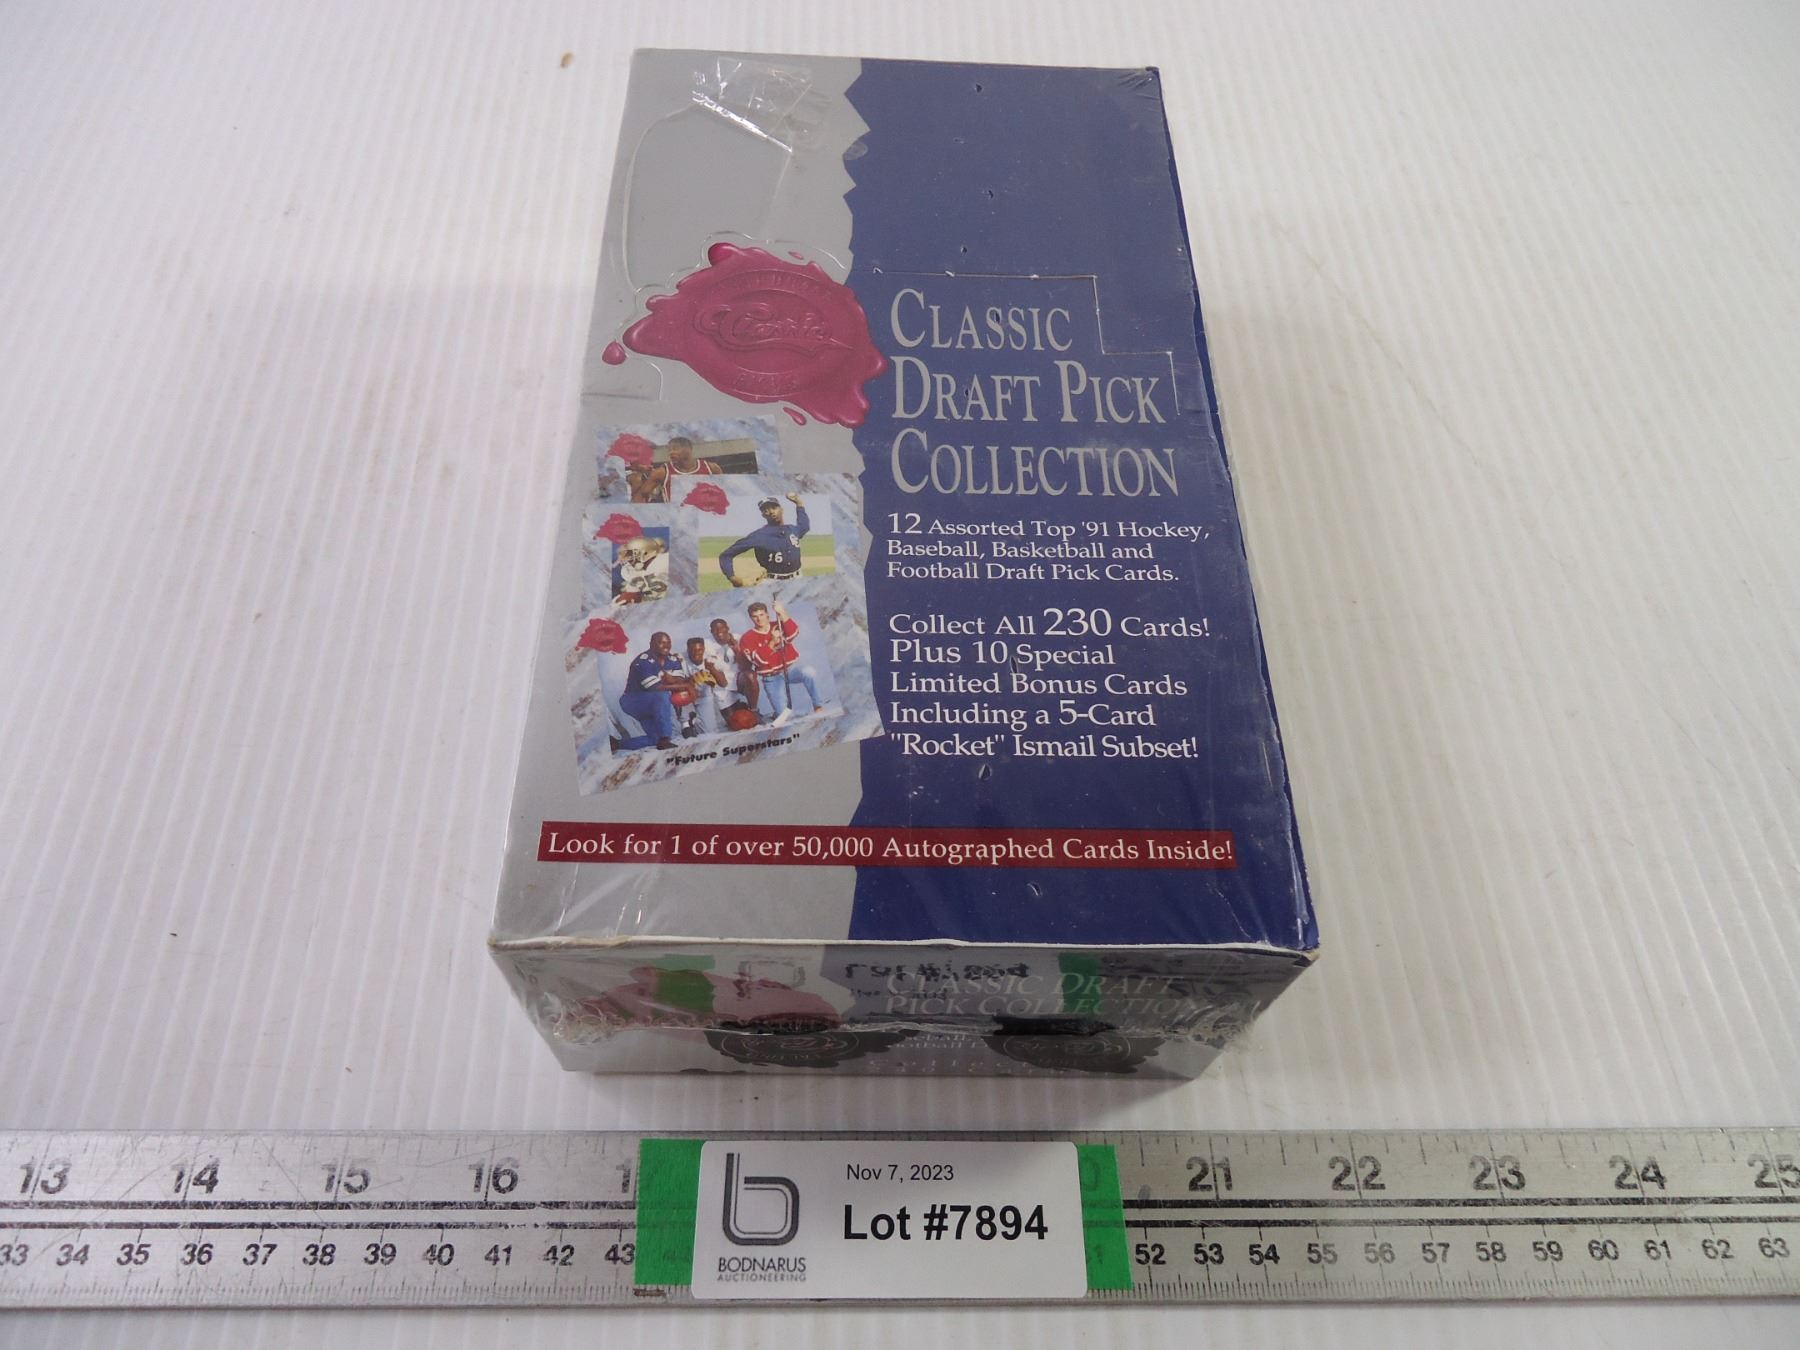 Classic
CLASSIC
DRAFT PICK
COLLECTION
12 Assorted Top '91 Hockey,
Baseball, Basketball and
Football Draft Pick Cards.
Collect All 230 Cards!
Plus 10 Special
Limited Bonus Cards
Including a 5-Card
"Rocket" Ismail Subset!
16
25
"Future Superstars"
Look for 1 of over 50,000 Autographed Cards Inside!
CLASSIC DRAFT
PICK COLLECTION
13 14 15 16 21 22 23 24 25
Nov 7, 2023
Lot #7894
BODNARUS
AUCTIONEERING
33 34 35 36 37 38 39 40 41 42 43 52 53 54 55 56 57 58 59 60 61 62 63